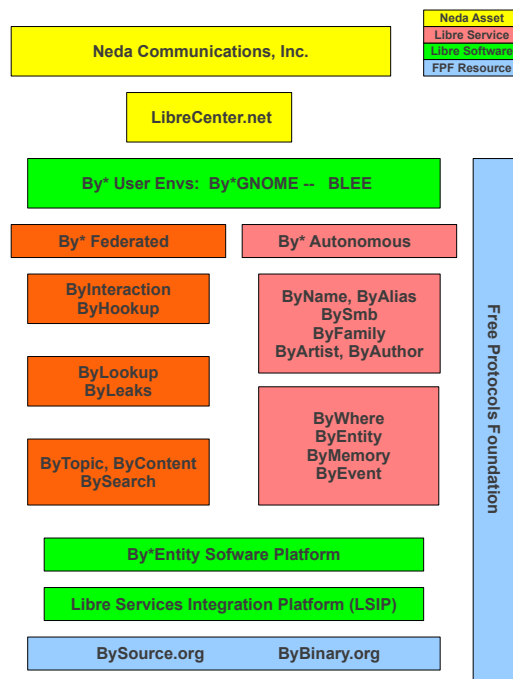 Neda Communications, Inc.
Neda Asset
Libre Service
Libre Software
FPF Resource
LibreCenter.net
By* User Envs: By*GNOME -- BLEE
By* Federated
By* Autonomous
ByInteraction
ByHookup
ByName, ByAlias
BySmb
ByFamily
ByArtist, ByAuthor
ByLookup
ByLeaks
ByWhere
ByEntity
ByMemory
ByEvent
ByTopic, ByContent
BySearch
Free Protocols Foundation
By*Entity Sofware Platform
Libre Services Integration Platform (LSIP)
BySource.org ByBinary.org